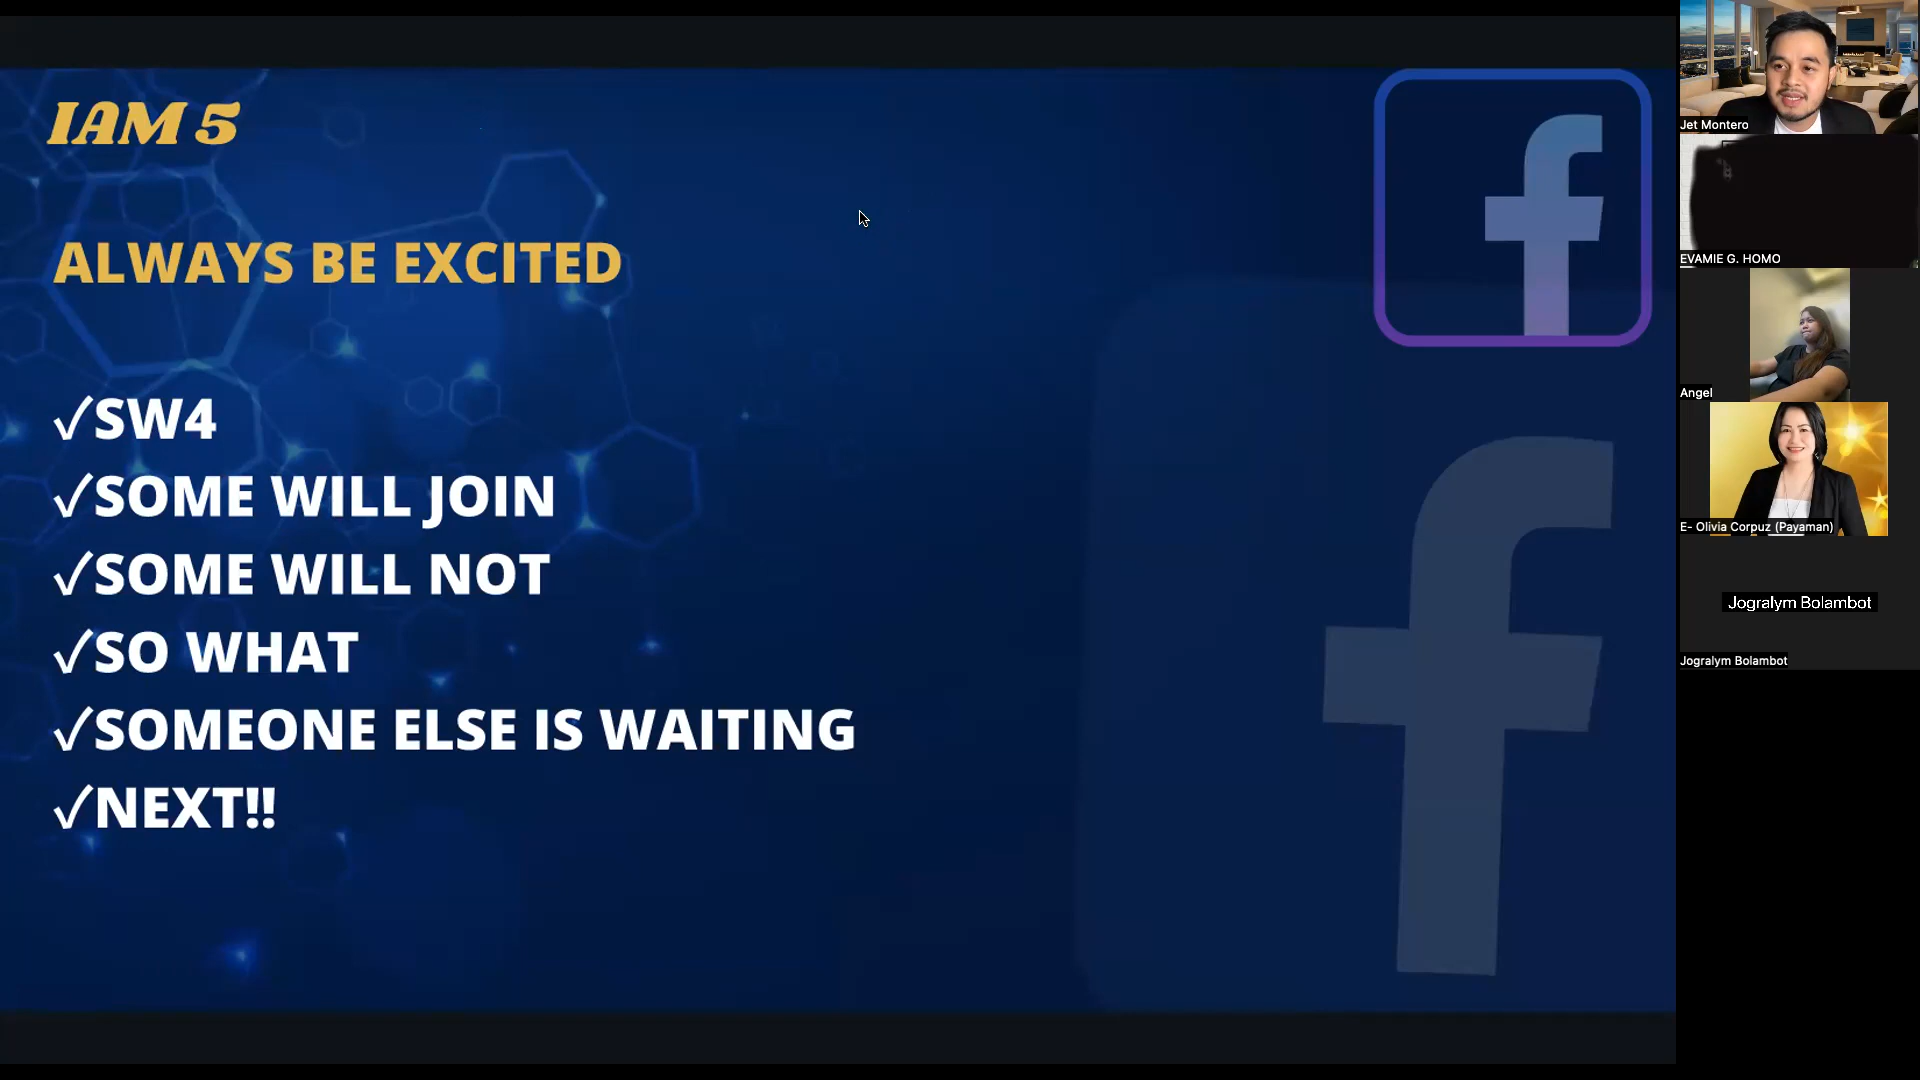 IAM 5
ALWAYS BE EXCITED
✓SW4
✓SOME WILL JOIN
✓SOME WILL NOT
✓SO WHAT
✓SOMEONE ELSE IS WAITING
✓NEXT!!
Jet Montero
EVAMIE G. HOMO
Angel
E- Olivia Corpuz (Payaman)
Jogralym Bolambot
Jogralym Bolambot